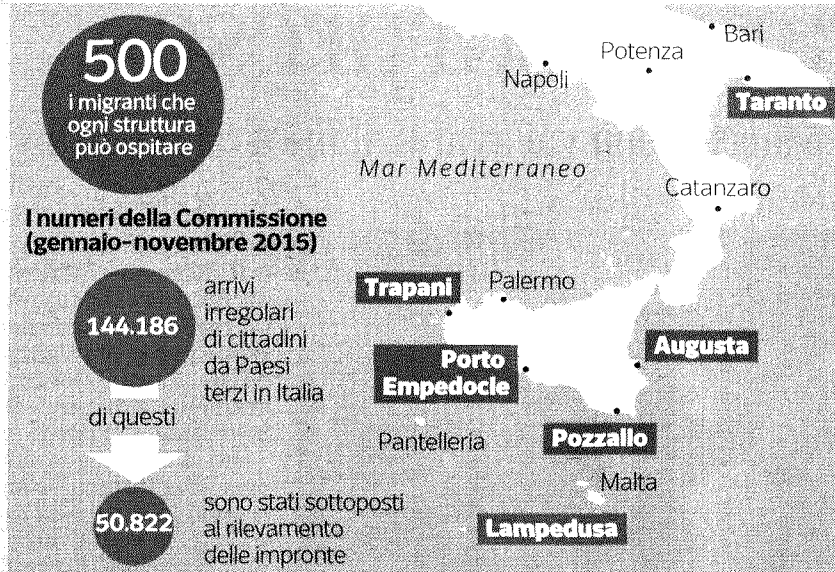 500
i migranti che
ogni struttura
può ospitare
I numeri della Commissione
(gennaio-novembre 2015)
144.186
arrivi
irregolari
di cittadini
da Paesi
terzi in Italia
di questi
50.822
sono stati sottoposti
al rilevamento
delle impronte
Bari
Potenza
Napoli
Taranto
Mar Mediterraneo
Catanzaro
Trapani
Palermo
Porto
Empedocle
Augusta
Pantelleria
Pozzallo
Malta
Lampedusa